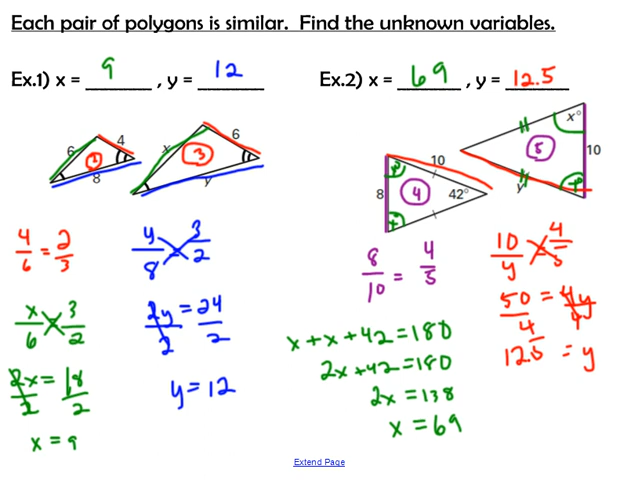 Each pair of polygons is similar. Find the unknown variables.
Ex.1) x = 9 , y = 12
Ex.2) x = 69 , y = 12.5
6 4 8 2
x 6 y 3
8 10 42° 4 x x
x° 10 y 5 x°
4/6 = 2/3
x/6 3/2
2x/2 = 18/2
x = 9
y/8 = 3/2
2y/2 = 24/2
y = 12
8/10 = 4/5
x + x + 42 = 180
2x + 42 = 180
2x = 138
x = 69
10/y 4/5
50/4 = 4y/4
12.5 = y
Extend Page